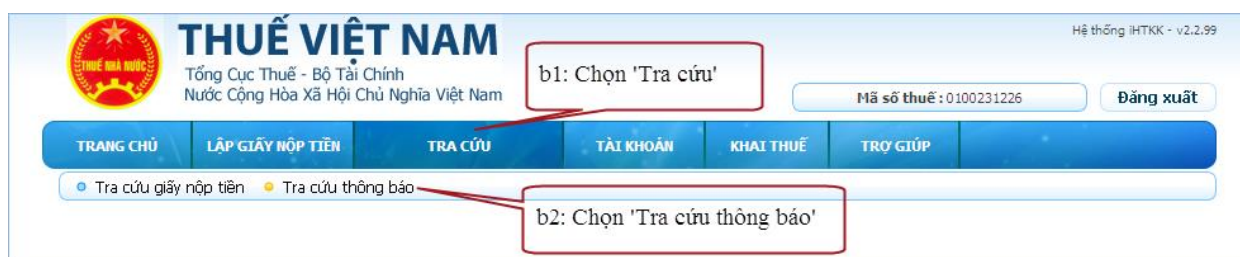 THUẾ NHÀ NƯỚC
THUẾ VIỆT NAM
Tổng Cục Thuế - Bộ Tài Chính
Nước Cộng Hòa Xã Hội Chủ Nghĩa Việt Nam
b1: Chọn 'Tra cứu'
Hệ thống iHTKK - v2.2.99
Mã số thuế : 0100231226
Đăng xuất
TRANG CHỦ LẬP GIẤY NỘP TIỀN TRA CỨU TÀI KHOẢN KHAI THUẾ TRỢ GIÚP
Tra cứu giấy nộp tiền Tra cứu thông báo
b2: Chọn 'Tra cứu thông báo'